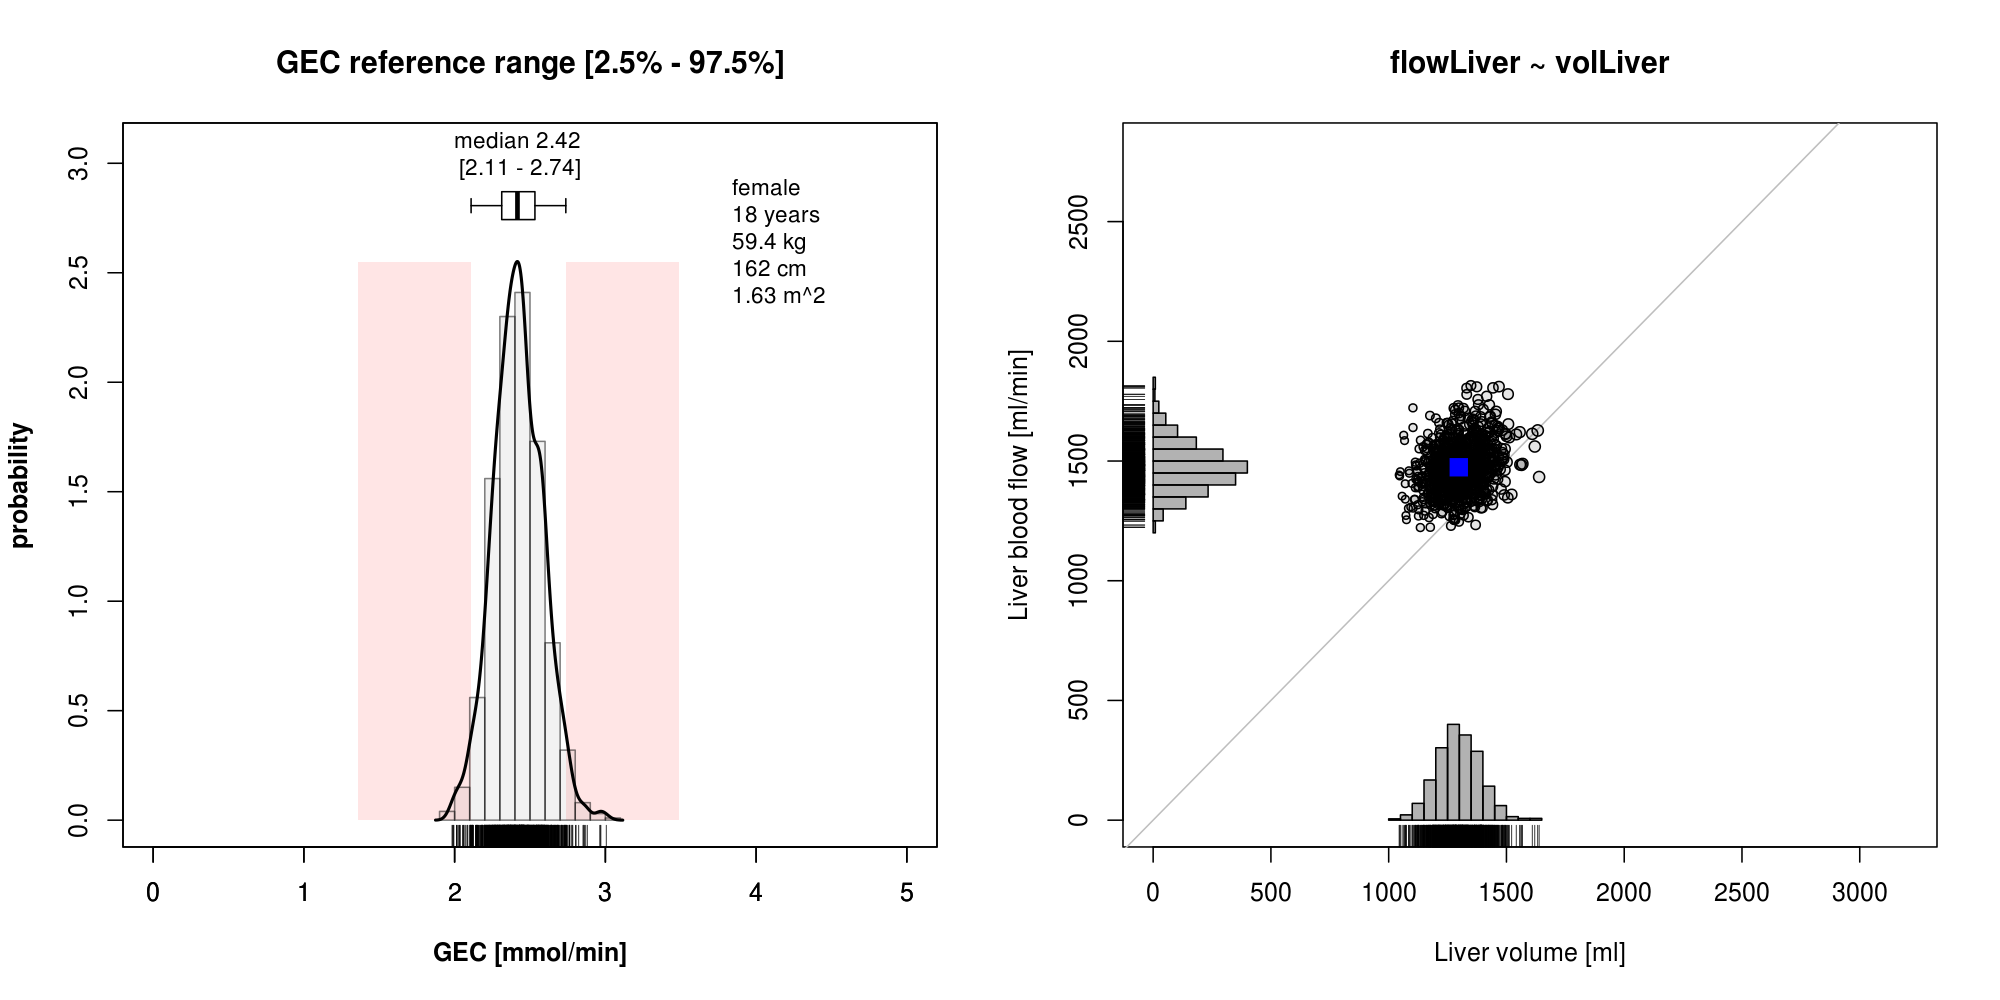 GEC reference range [2.5% - 97.5%]
median 2.42
[2.11 - 2.74]
female
18 years
59.4 kg
162 cm
1.63 m^2
probability
3.0
2.5
2.0
1.5
1.0
0.5
0.0
0 1 2 3 4 5
GEC [mmol/min]
flowLiver ~ volLiver
Liver blood flow [ml/min]
2500
2000
1500
1000
500
0
0 500 1000 1500 2000 2500 3000
Liver volume [ml]